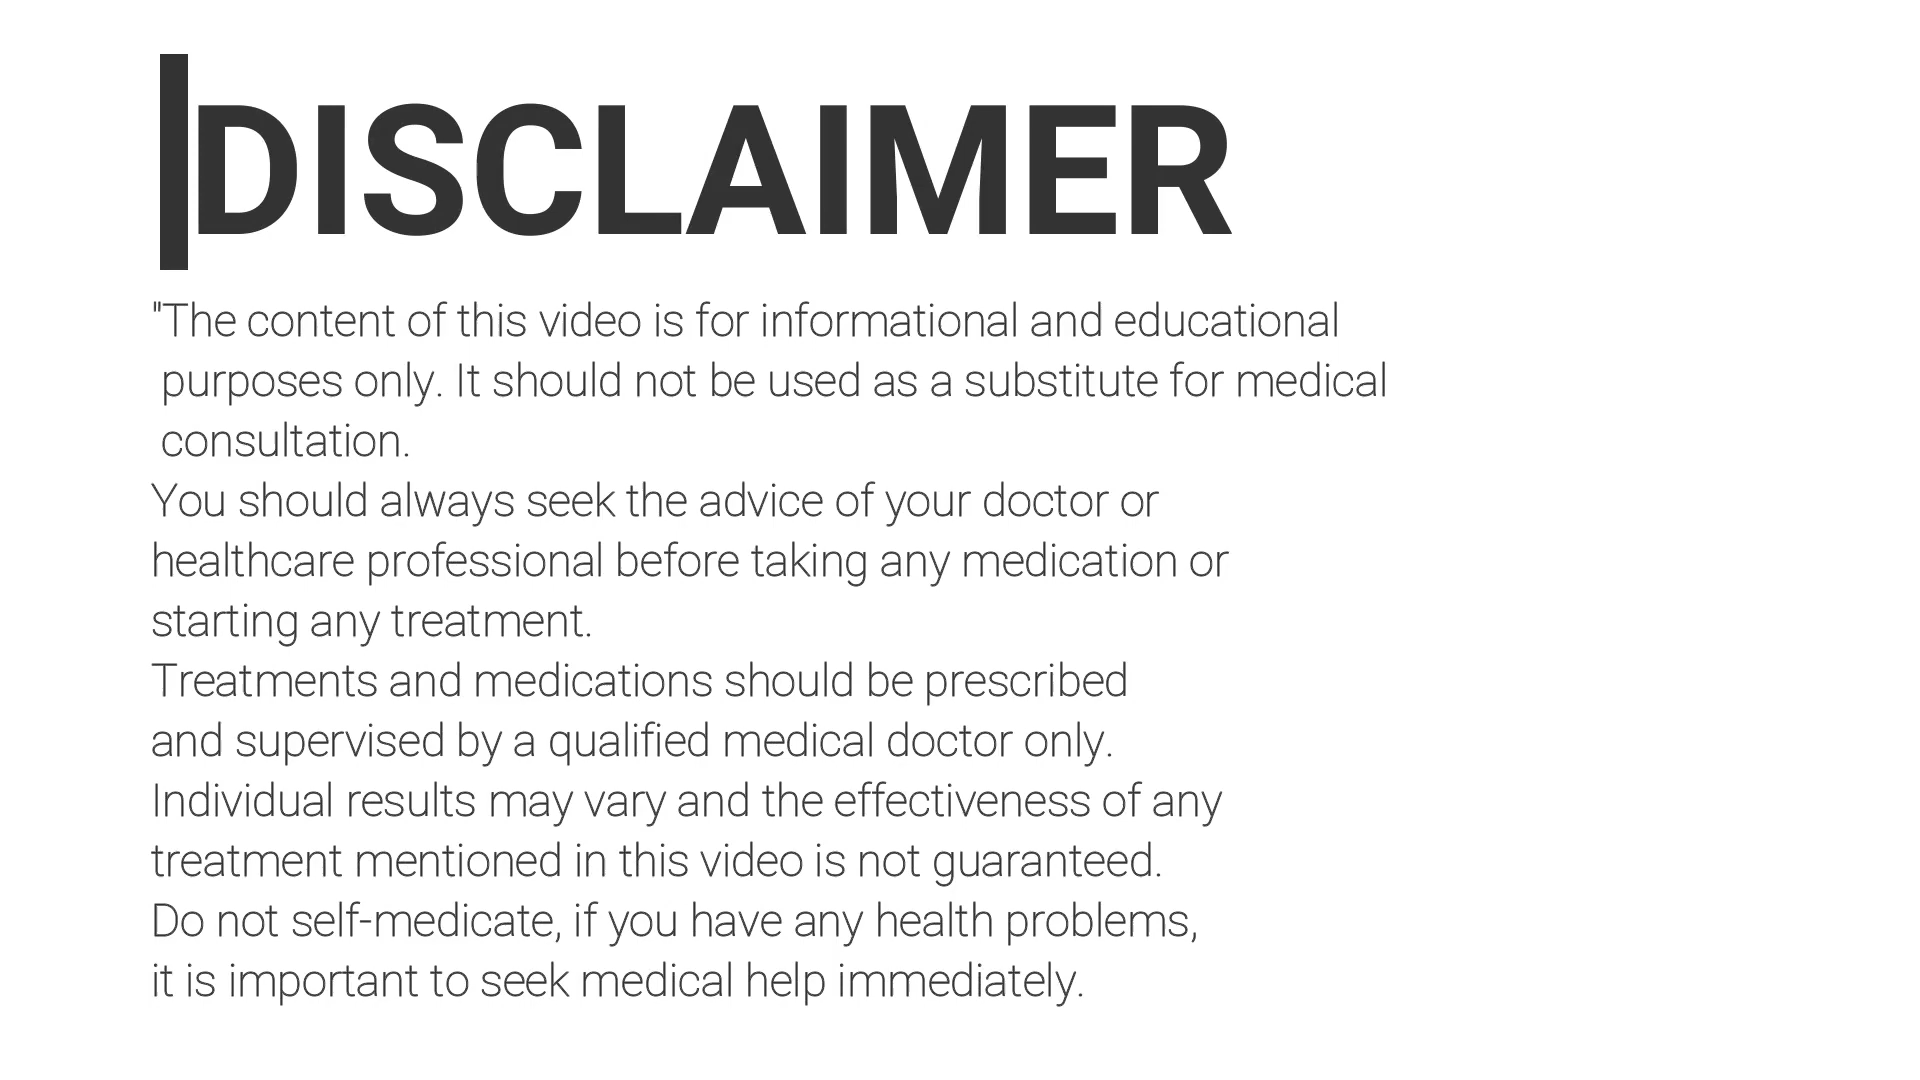 DISCLAIMER
"The content of this video is for informational and educational
purposes only. It should not be used as a substitute for medical
consultation.
You should always seek the advice of your doctor or
healthcare professional before taking any medication or
starting any treatment.
Treatments and medications should be prescribed
and supervised by a qualified medical doctor only.
Individual results may vary and the effectiveness of any
treatment mentioned in this video is not guaranteed.
Do not self-medicate, if you have any health problems,
it is important to seek medical help immediately.